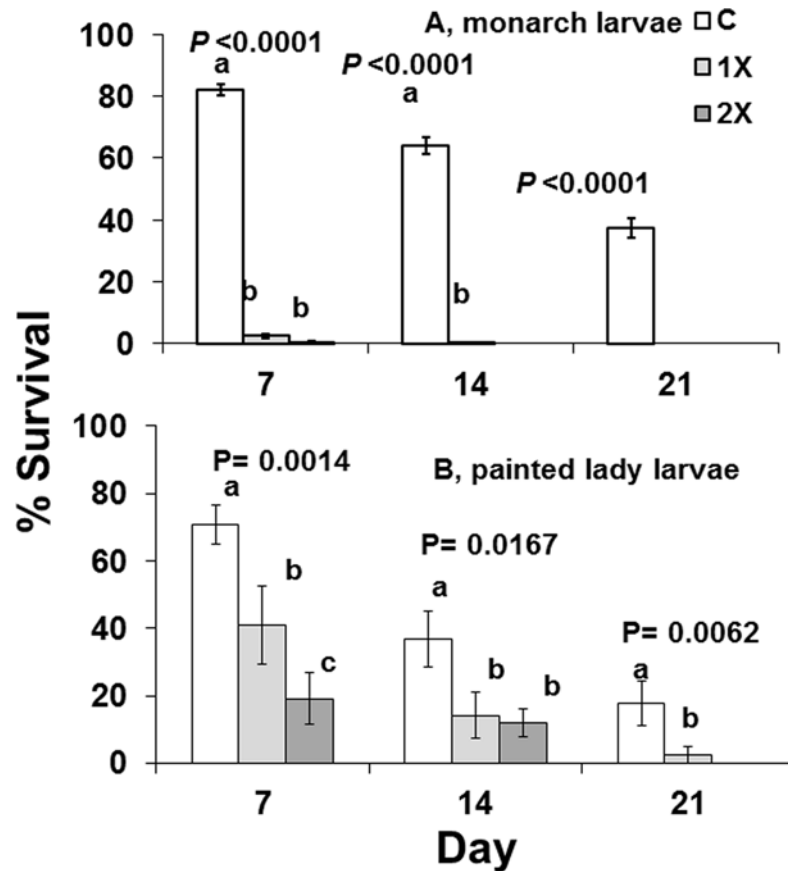 A, monarch larvae
C
1X
2X
100
80
60
40
20
0
P <0.0001
a
b
b
P <0.0001
a
b
P <0.0001
7 14 21
% Survival
B, painted lady larvae
100
80
60
40
20
0
P= 0.0014
a
b
c
P= 0.0167
a
b
b
P= 0.0062
a
b
7 14 21
Day